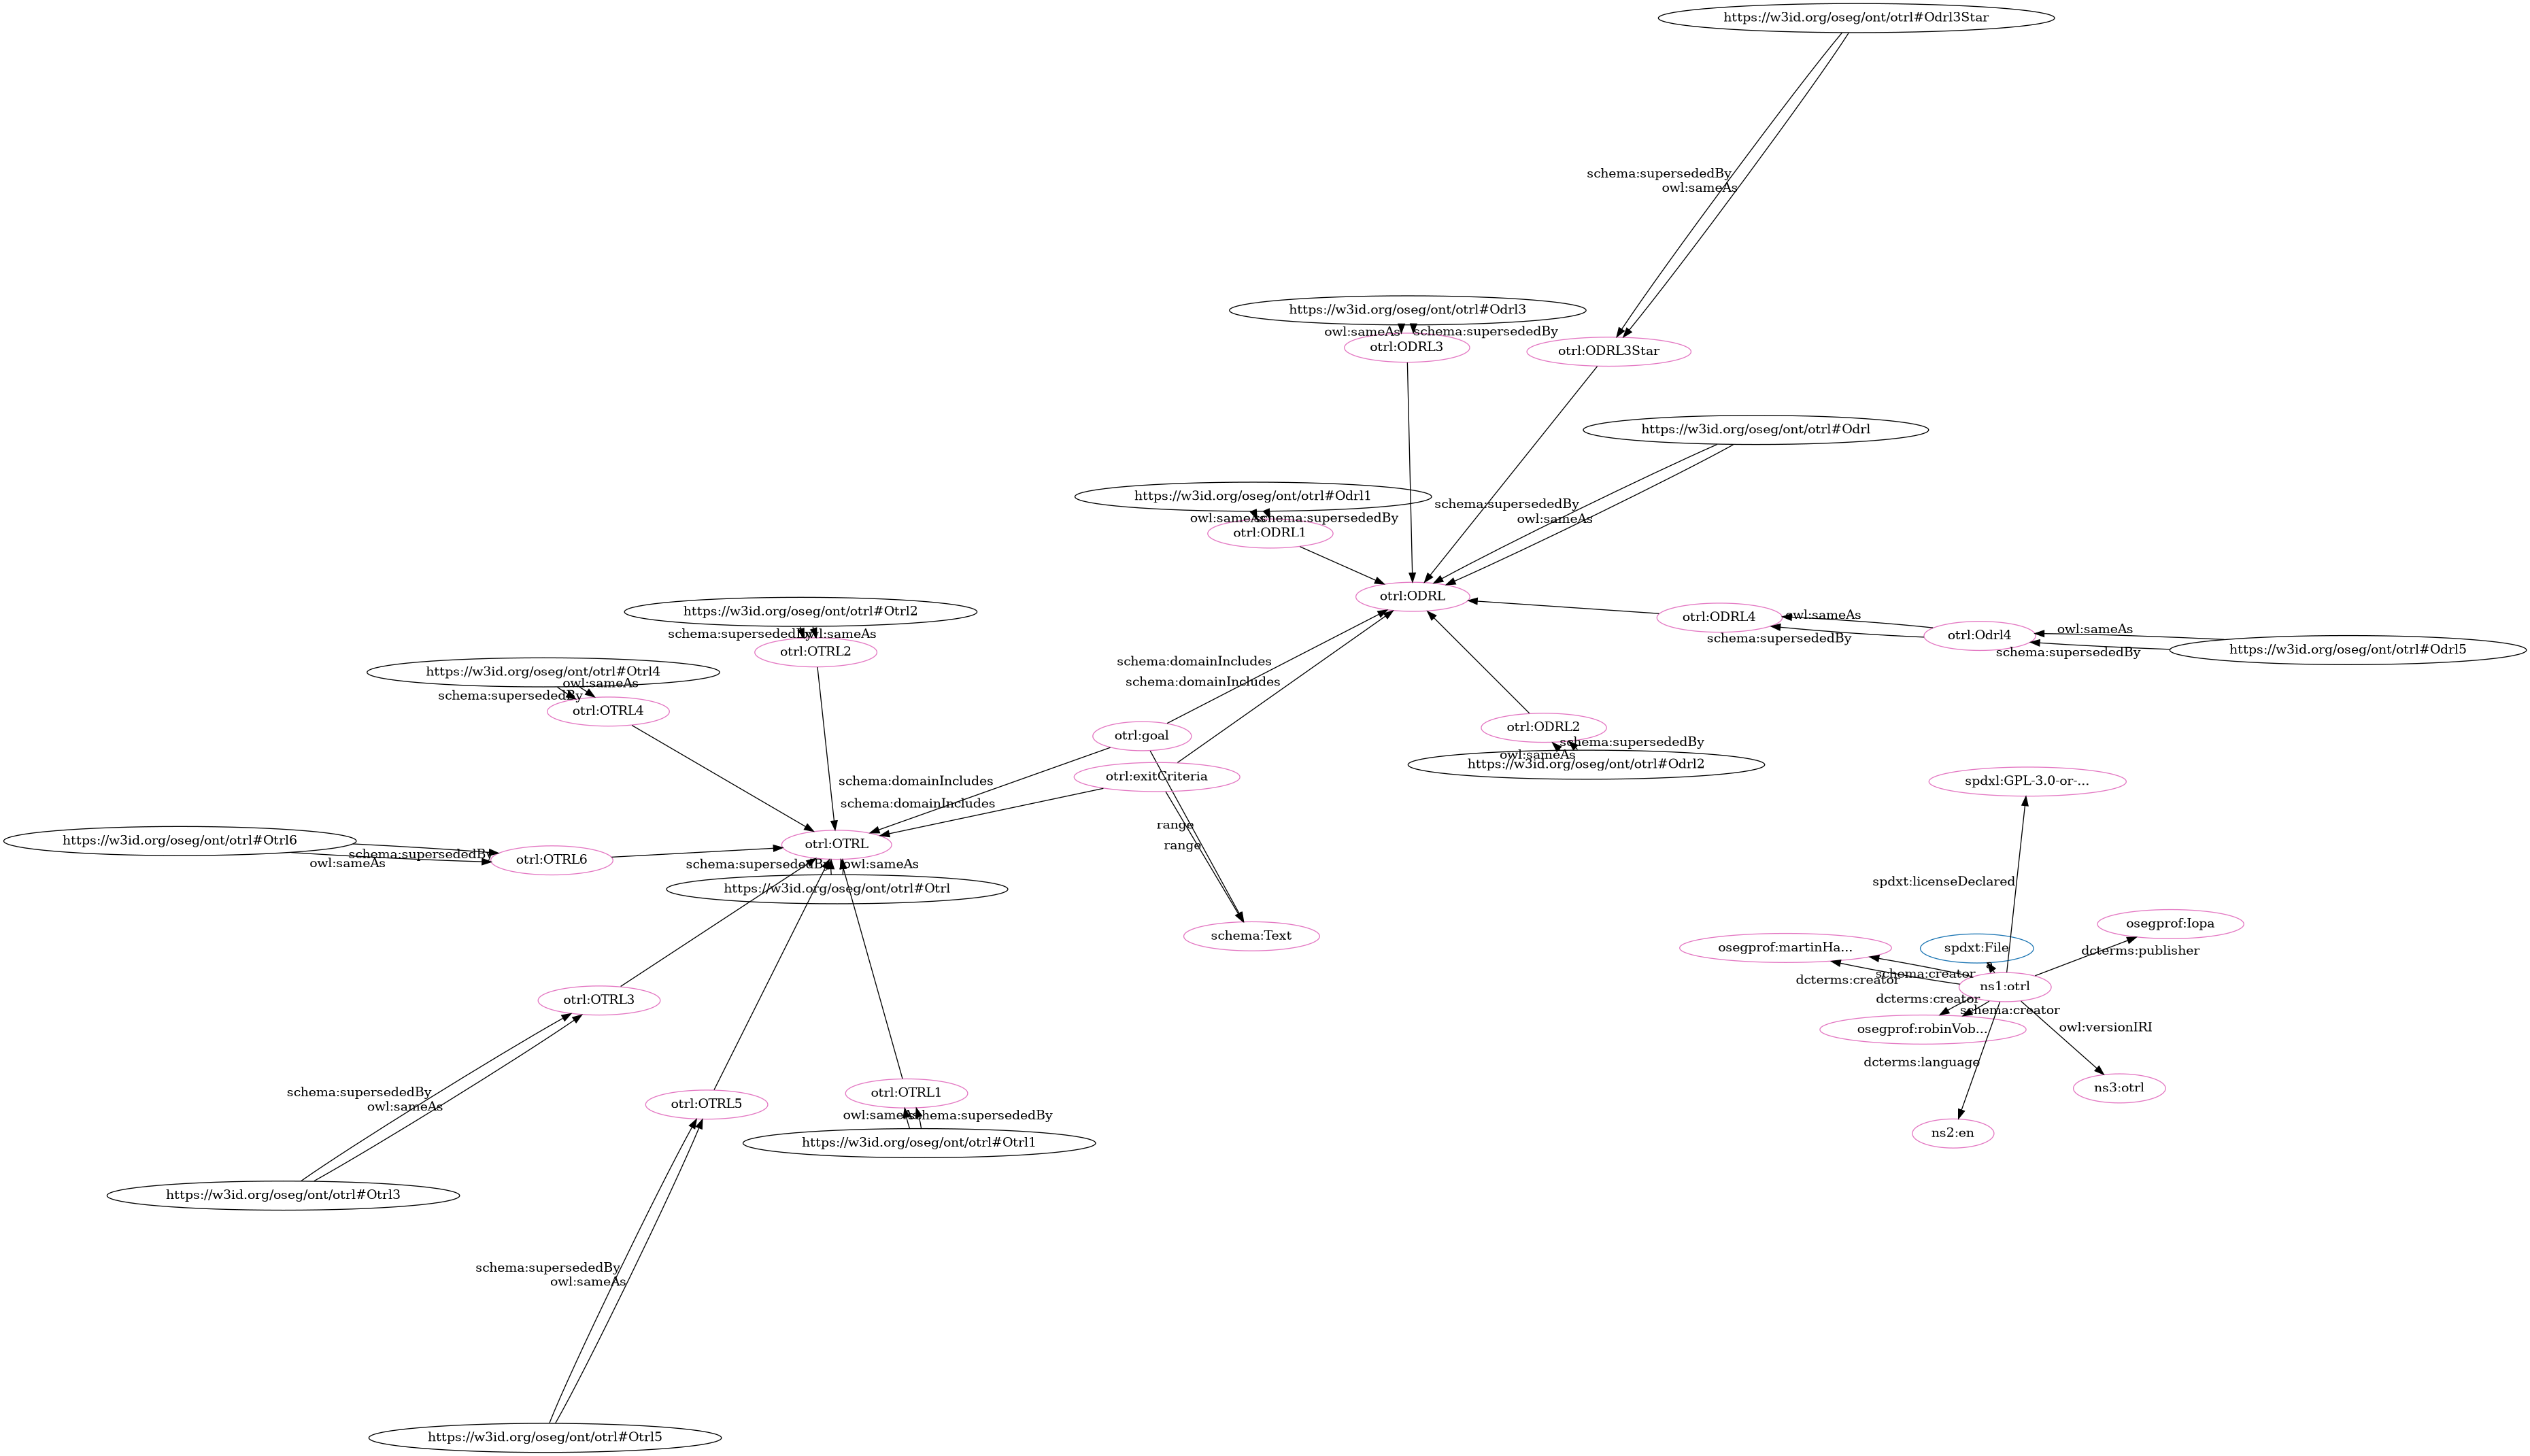 https://w3id.org/oseg/ont/otrl#Odrl3Star
schema:supersededBy
owl:sameAs
https://w3id.org/oseg/ont/otrl#Odrl3
owl:sameAs
schema:supersededBy
otrl:ODRL3
otrl:ODRL3Star
https://w3id.org/oseg/ont/otrl#Odrl
https://w3id.org/oseg/ont/otrl#Odrl1
schema:supersededBy
owl:sameAs
schema:supersededBy
owl:sameAs
otrl:ODRL1
otrl:ODRL
https://w3id.org/oseg/ont/otrl#Otrl2
otrl:ODRL4
owl:sameAs
owl:sameAs
schema:supersededBy
owl:sameAs
schema:supersededBy
otrl:Odrl4
https://w3id.org/oseg/ont/otrl#Odrl5
schema:supersededBy
otrl:OTRL2
schema:domainIncludes
https://w3id.org/oseg/ont/otrl#Otrl4
owl:sameAs
schema:domainIncludes
schema:supersededBy
otrl:OTRL4
otrl:ODRL2
otrl:goal
schema:supersededBy
owl:sameAs
https://w3id.org/oseg/ont/otrl#Odrl2
otrl:exitCriteria
schema:domainIncludes
spdxl:GPL-3.0-or-...
schema:domainIncludes
range
https://w3id.org/oseg/ont/otrl#Otrl6
otrl:OTRL
range
schema:supersededBy
otrl:OTRL6
owl:sameAs
schema:supersededBy
owl:sameAs
https://w3id.org/oseg/ont/otrl#Otrl
spdxt:licenseDeclared
osegprof:Iopa
schema:Text
osegprof:martinHa...
spdxt:File
dcterms:publisher
schema:creator
dcterms:creator
ns1:otrl
otrl:OTRL3
dcterms:creator
schema:creator
osegprof:robinVob...
owl:versionIRI
dcterms:language
ns3:otrl
schema:supersededBy
owl:sameAs
otrl:OTRL1
otrl:OTRL5
owl:sameAs
schema:supersededBy
ns2:en
https://w3id.org/oseg/ont/otrl#Otrl1
https://w3id.org/oseg/ont/otrl#Otrl3
schema:supersededBy
owl:sameAs
https://w3id.org/oseg/ont/otrl#Otrl5